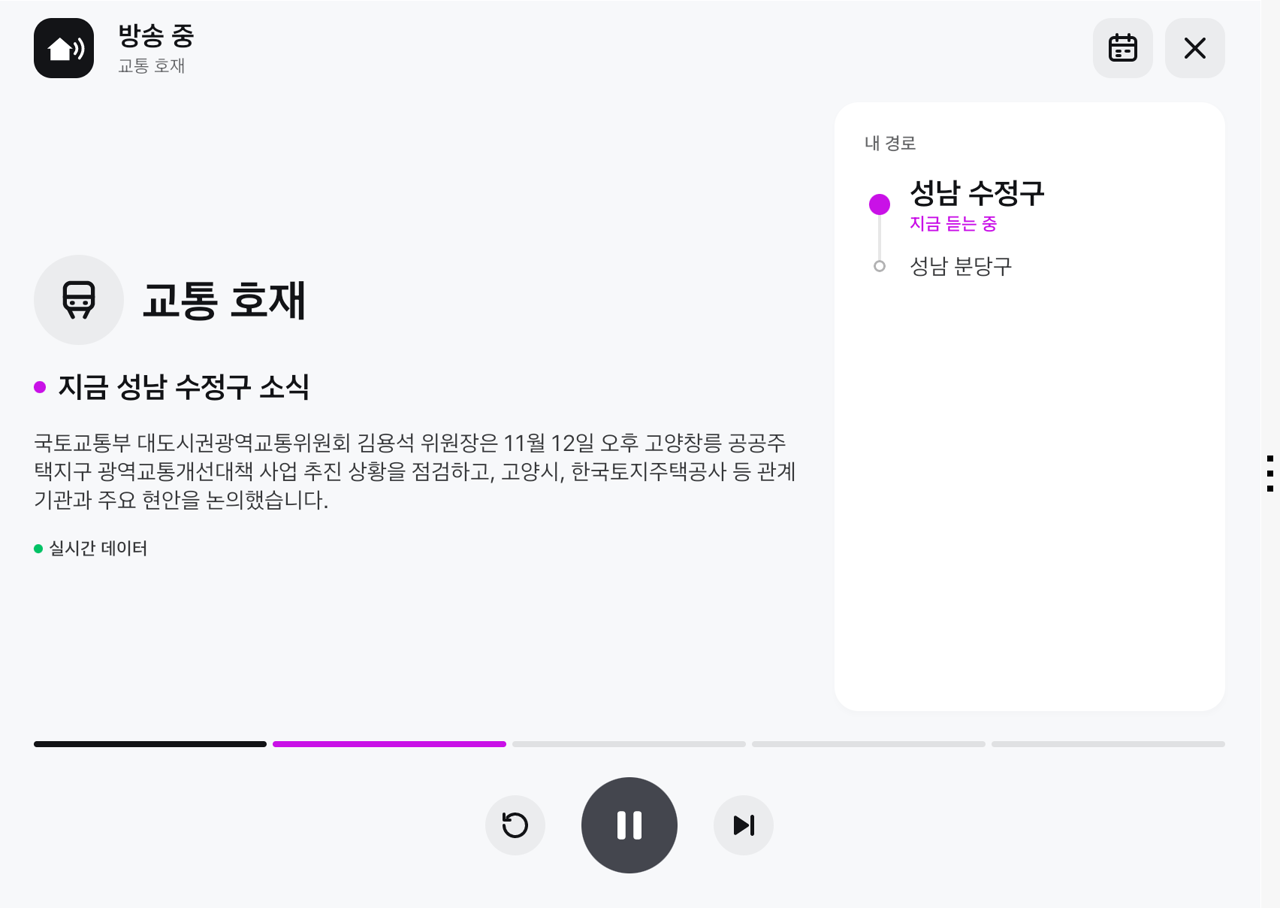 방송 중
교통 호재
내 경로
성남 수정구
지금 듣는 중
성남 분당구
교통 호재
지금 성남 수정구 소식
국토교통부 대도시권광역교통위원회 김용석 위원장은 11월 12일 오후 고양창릉 공공주
택지구 광역교통개선대책 사업 추진 상황을 점검하고, 고양시, 한국토지주택공사 등 관계
기관과 주요 현안을 논의했습니다.
실시간 데이터